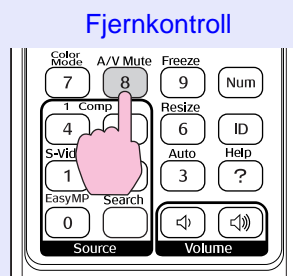 Fjernkontroll
Color Mode A/V Mute Freeze
7 8 9 Num
1 Comp Resize
4 6 ID
S-Vid Auto Help
1 3 ?
EasyMP Search
0
Source Volume